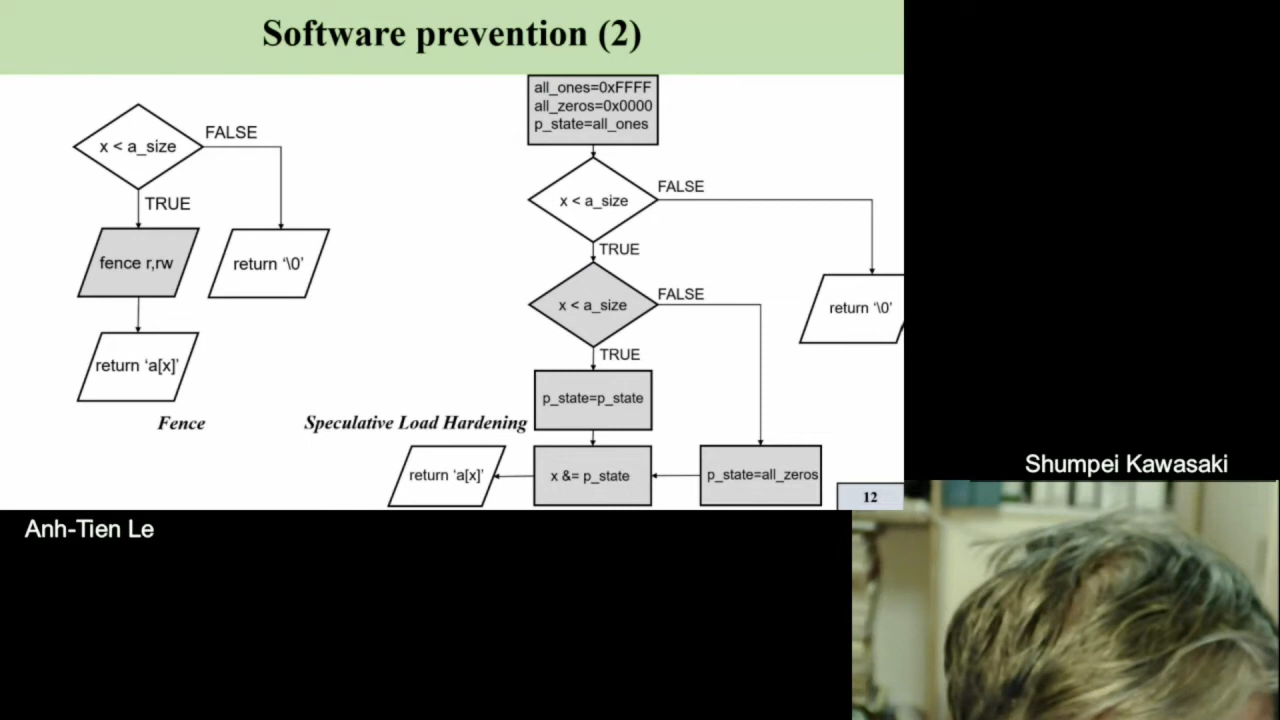 Software prevention (2)
x < a_size
FALSE
TRUE
fence r,rw
return ‘\0’
return ‘a[x]’
Fence
all_ones=0xFFFF
all_zeros=0x0000
p_state=all_ones
x < a_size
FALSE
TRUE
x < a_size
FALSE
return ‘\0’
TRUE
p_state=p_state
Speculative Load Hardening
return ‘a[x]’
x &= p_state
p_state=all_zeros
12
Shumpei Kawasaki
Anh-Tien Le